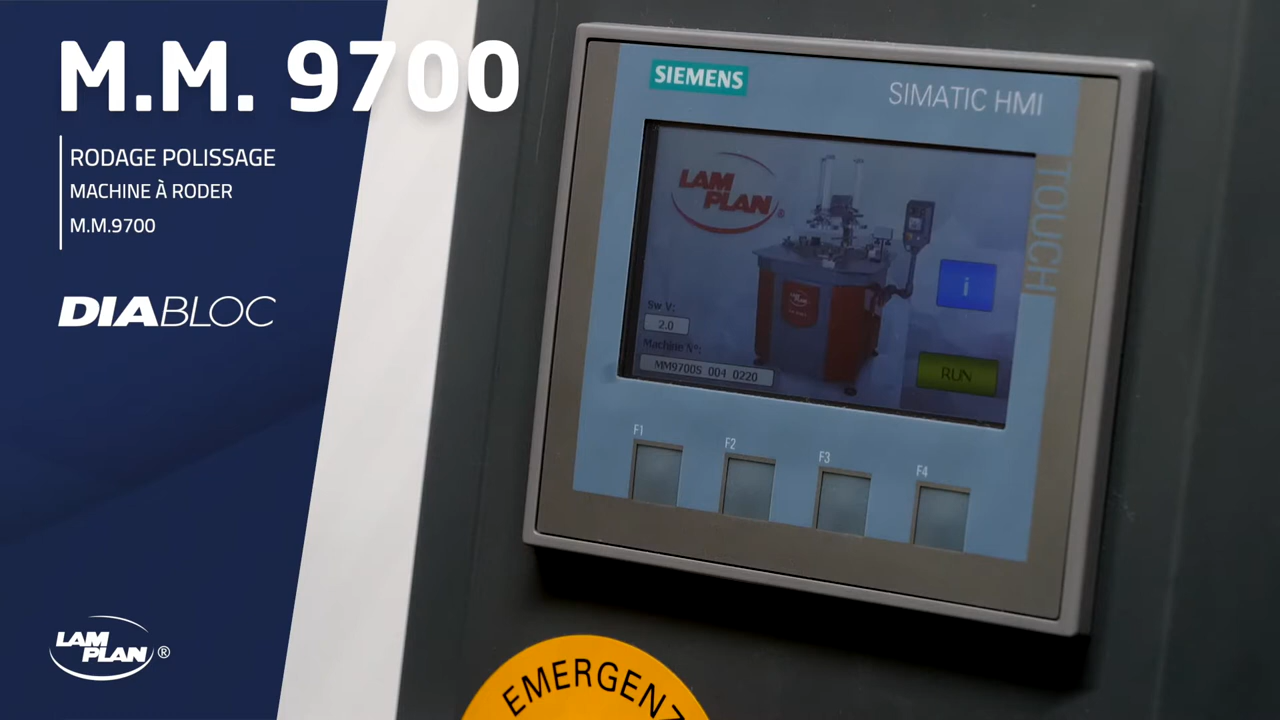 M.M. 9700
RODAGE POLISSAGE
MACHINE À RODER
M.M.9700
DIABLOC
LAM
PLAN®
SIEMENS
SIMATIC HMI
TOUCH
LAM
PLAN®
i
Sw V:
2.0
Machine N°:
MM9700S 004 0220
RUN
F1
F2
F3
F4
EMERGENZ